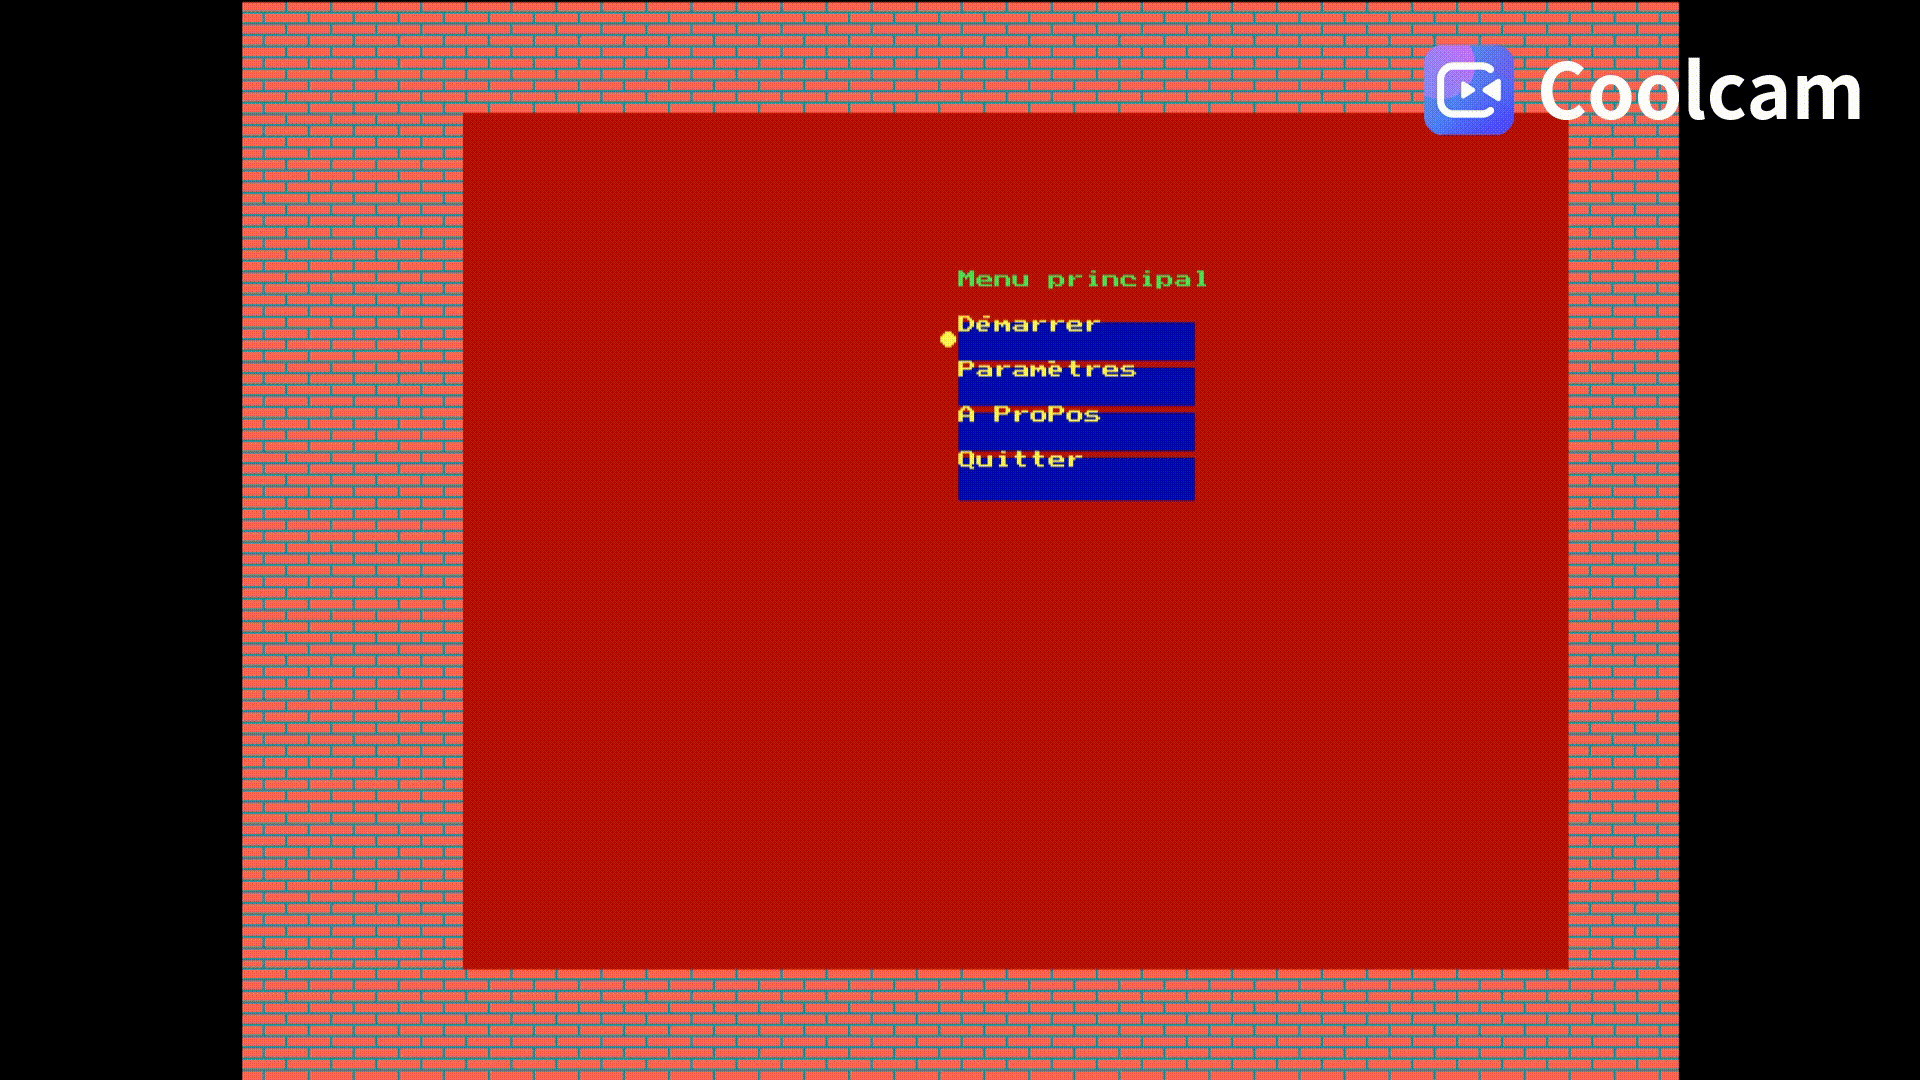 Coolcam
Menu principal
Démarrer
Paramètres
A ProPos
Quitter